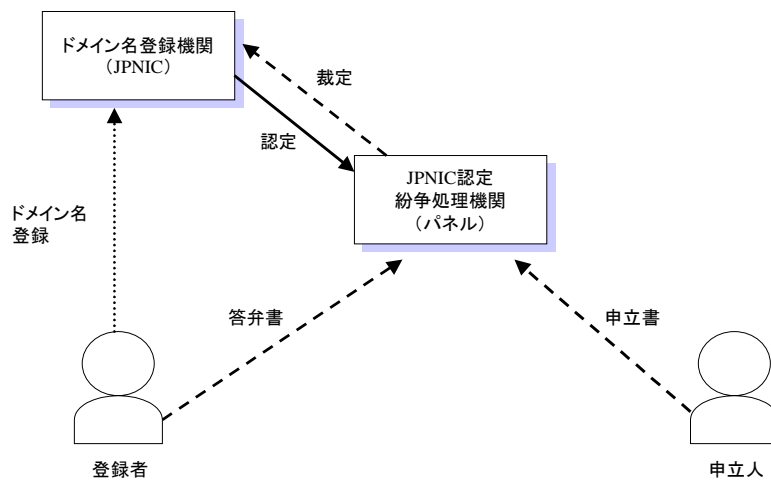 ドメイン名登録機関
（JPNIC）
裁定
認定
JPNIC認定
紛争処理機関
（パネル）
ドメイン名
登録
答弁書
申立書
登録者
申立人